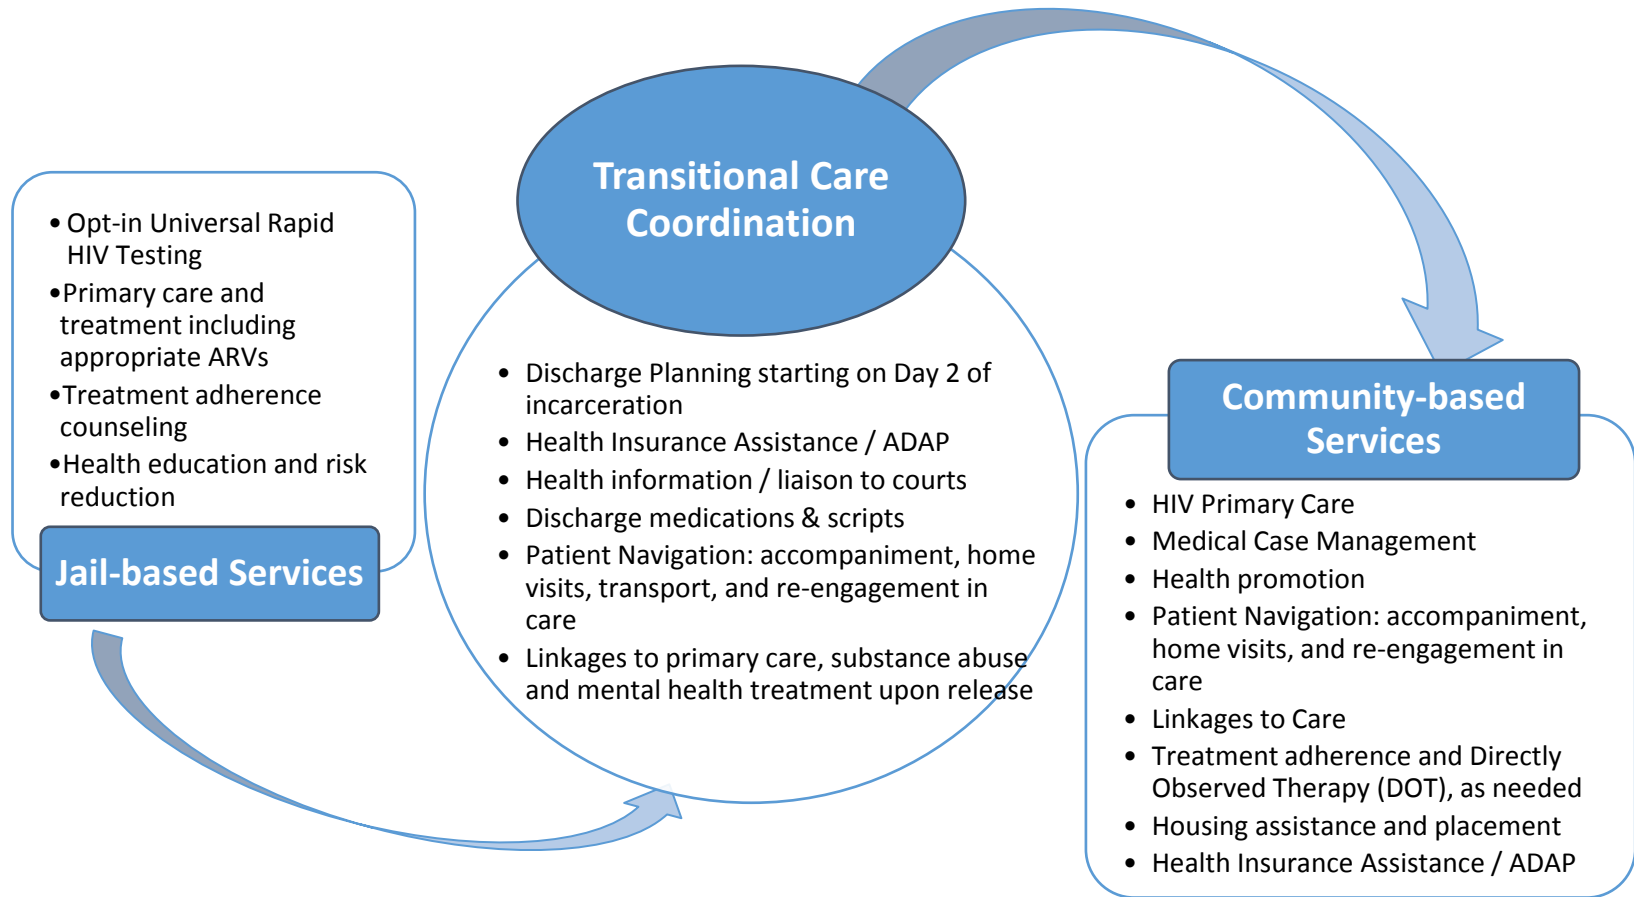 • Opt-in Universal Rapid
HIV Testing
•Primary care and
treatment including
appropriate ARVs
•Treatment adherence
counseling
•Health education and risk
reduction
Jail-based Services
Transitional Care
Coordination
• Discharge Planning starting on Day 2 of
incarceration
• Health Insurance Assistance / ADAP
• Health information / liaison to courts
• Discharge medications & scripts
• Patient Navigation: accompaniment, home
visits, transport, and re-engagement in
care
• Linkages to primary care, substance abuse
and mental health treatment upon release
Community-based
Services
• HIV Primary Care
• Medical Case Management
• Health promotion
• Patient Navigation: accompaniment,
home visits, and re-engagement in
care
• Linkages to Care
• Treatment adherence and Directly
Observed Therapy (DOT), as needed
• Housing assistance and placement
• Health Insurance Assistance / ADAP